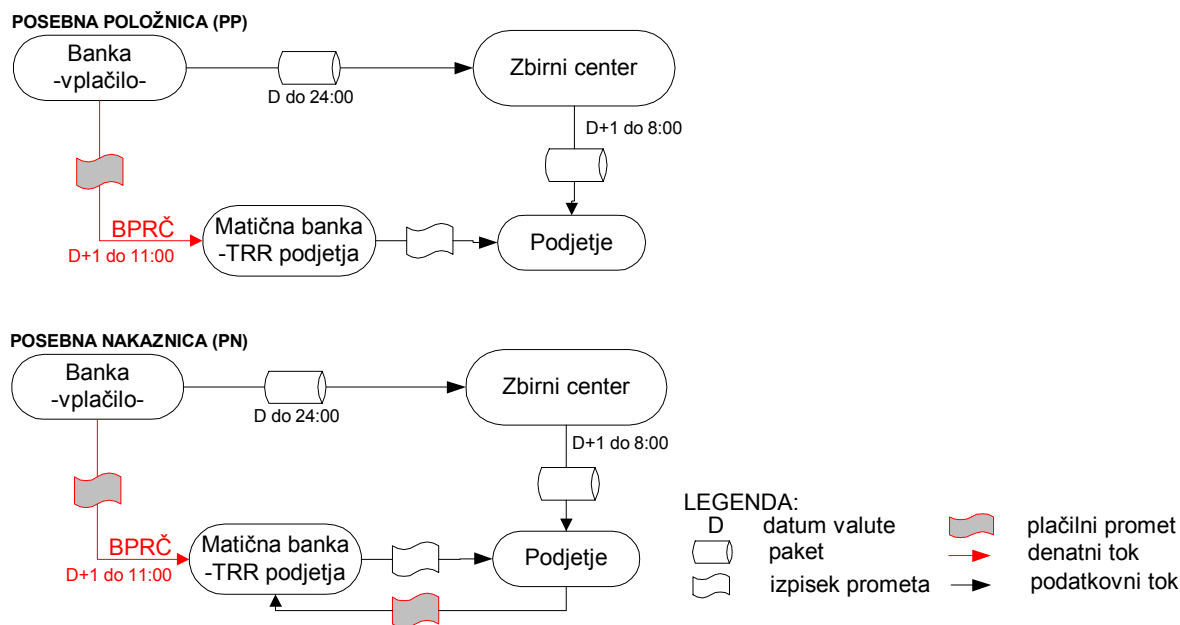 POSEBNA POLOŽNICA (PP)
Banka
-vplačilo-
D do 24:00
Zbirni center
D+1 do 8:00
BPRČ
D+1 do 11:00
Matična banka
-TRR podjetja
Podjetje
POSEBNA NAKAZNICA (PN)
Banka
-vplačilo-
D do 24:00
Zbirni center
D+1 do 8:00
BPRČ
D+1 do 11:00
Matična banka
-TRR podjetja
Podjetje
LEGENDA:
D datum valute plačilni promet
paket denatni tok
izpisek prometa podatkovni tok